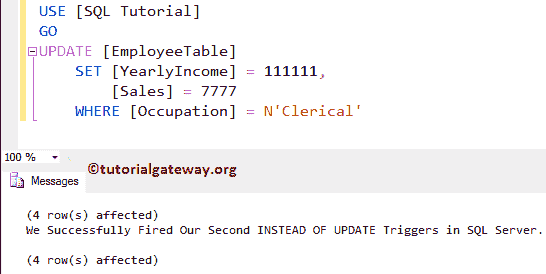 USE [SQL Tutorial]
GO
UPDATE [EmployeeTable]
SET [YearlyIncome] = 111111,
[Sales] = 7777
WHERE [Occupation] = N'Clerical'
100 %
©tutorialgateway.org
Messages
(4 row(s) affected)
We Successfully Fired Our Second INSTEAD OF UPDATE Triggers in SQL Server.
(4 row(s) affected)